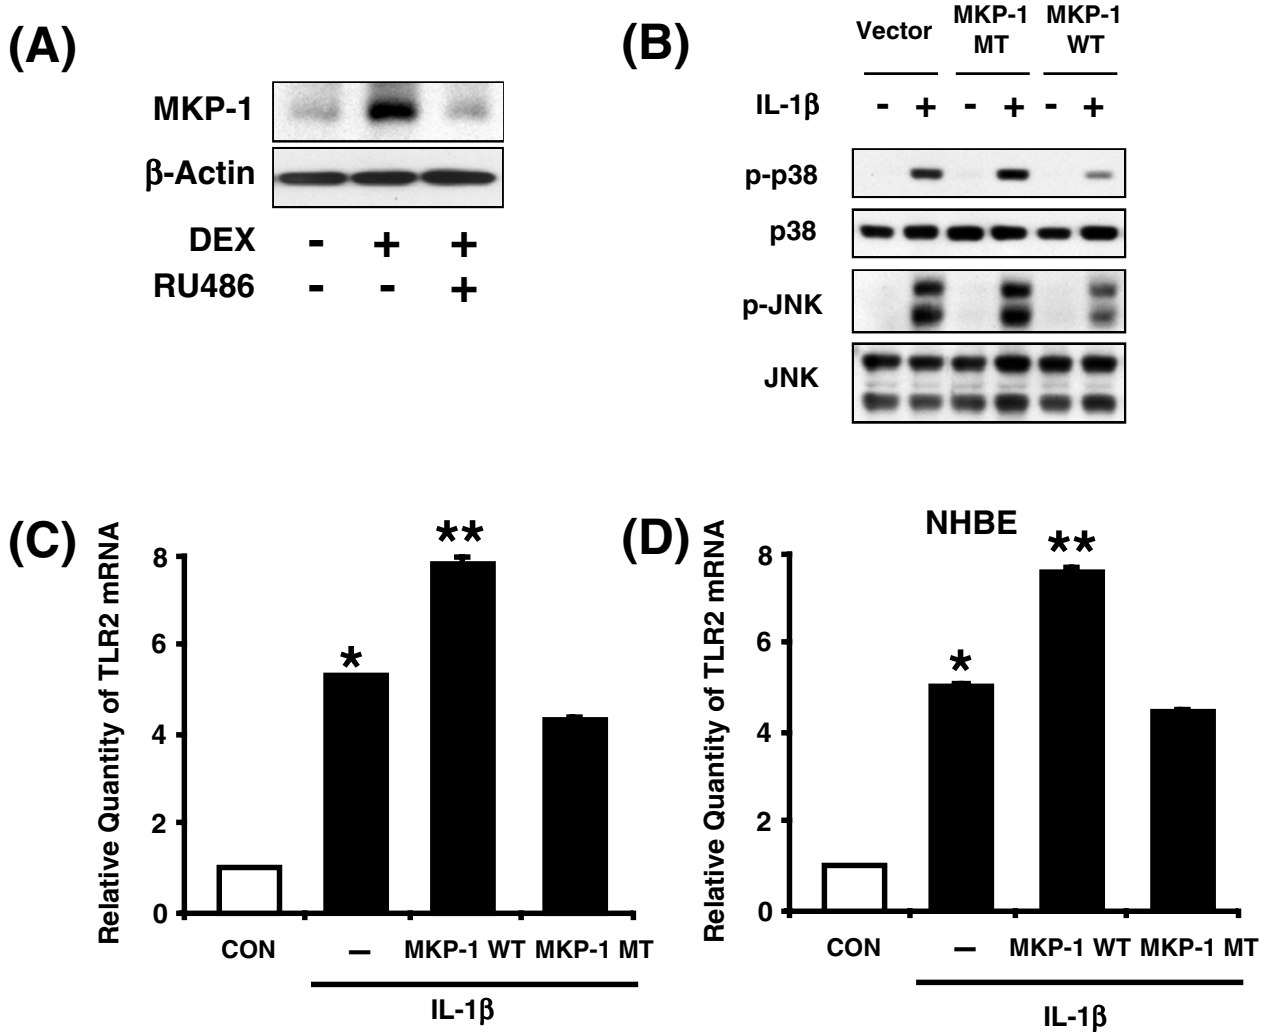 (A)
MKP-1
β-Actin
DEX - + +
RU486 - - +
(B)
Vector MKP-1 MT MKP-1 WT
IL-1β - + - + - +
p-p38
p38
p-JNK
JNK
(C)
Relative Quantity of TLR2 mRNA
8
6
4
2
0
*
**
CON – MKP-1 WT MKP-1 MT
IL-1β
(D)
NHBE
Relative Quantity of TLR2 mRNA
8
6
4
2
0
*
**
CON – MKP-1 WT MKP-1 MT
IL-1β